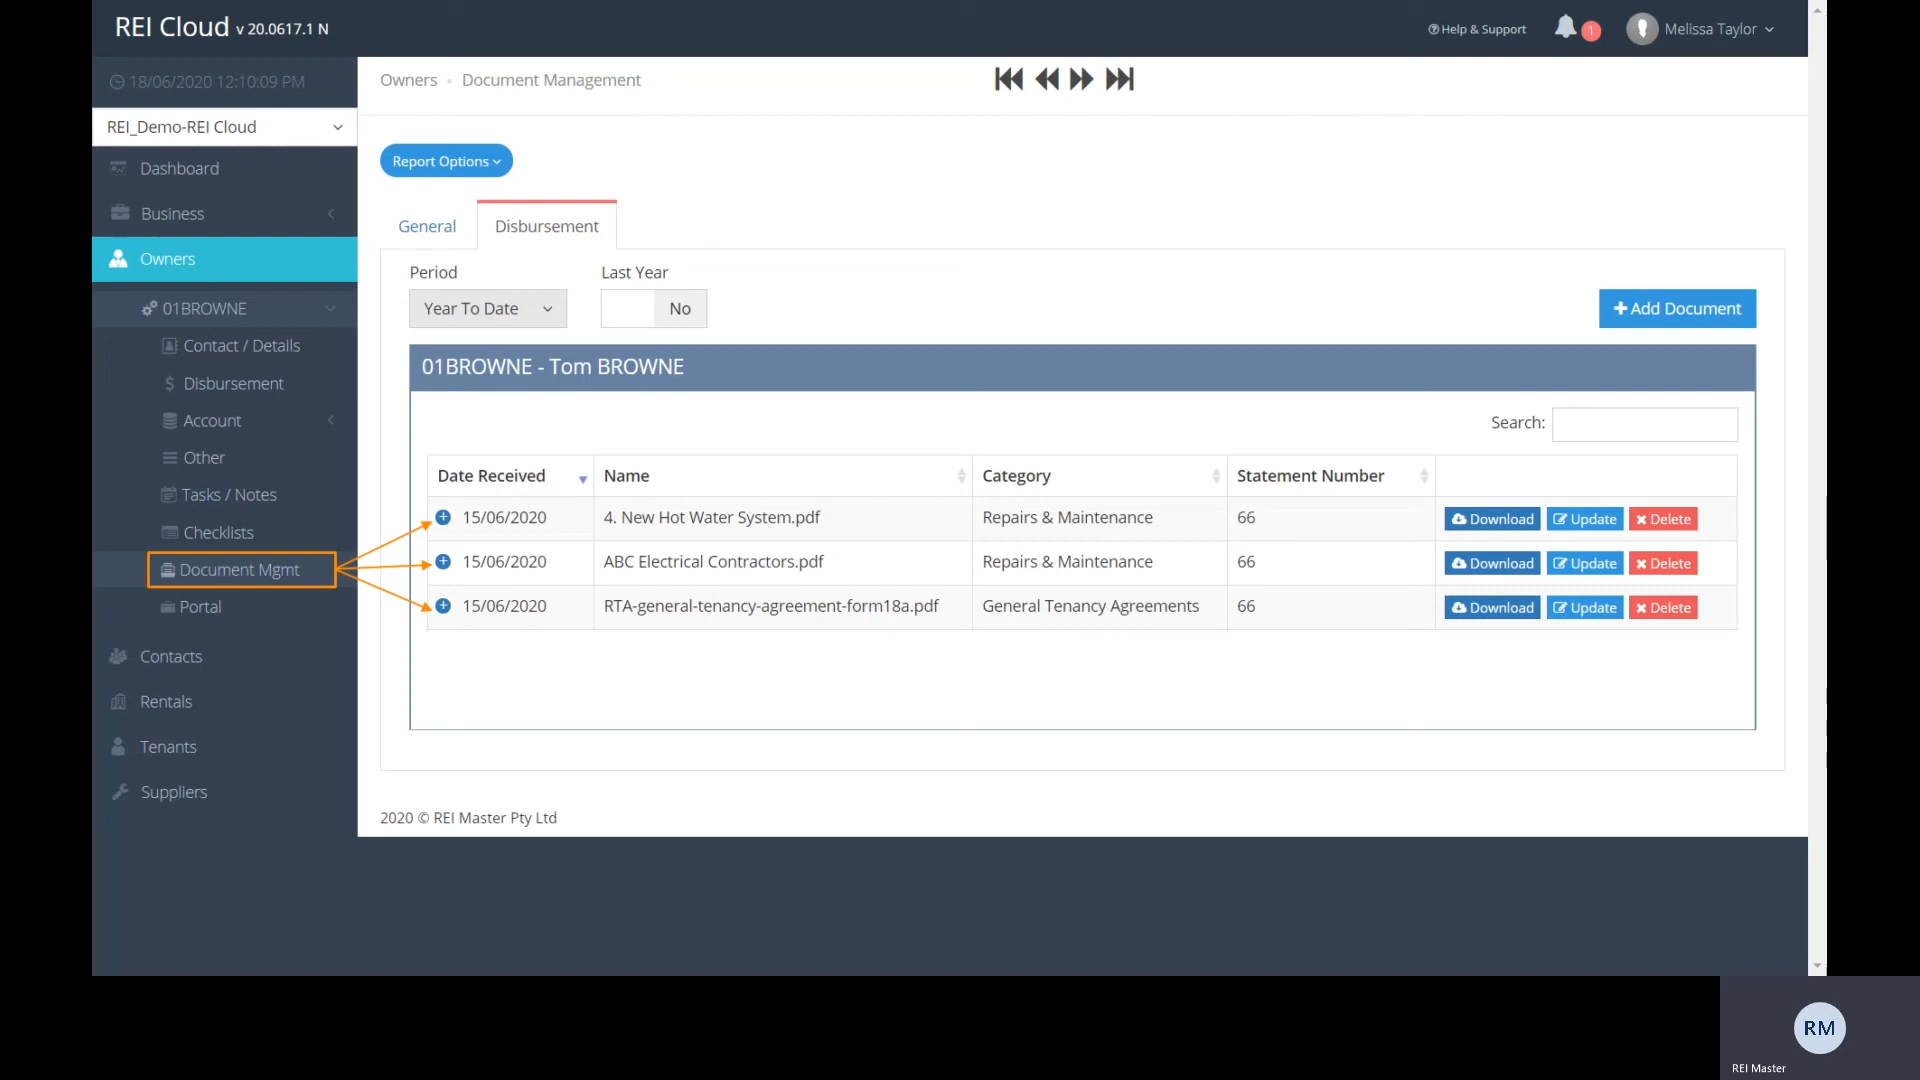 REI Cloud v 20.0617.1 N
Help & Support
1
Melissa Taylor
18/06/2020 12:10:09 PM
REI_Demo-REI Cloud
Dashboard
Business
Owners
01BROWNE
Contact / Details
Disbursement
Account
Other
Tasks / Notes
Checklists
Document Mgmt
Portal
Contacts
Rentals
Tenants
Suppliers
Owners Document Management
Report Options
General Disbursement
Period Last Year
Year To Date No
Add Document
01BROWNE - Tom BROWNE
Search:
Date Received Name Category Statement Number
15/06/2020 4. New Hot Water System.pdf Repairs & Maintenance 66 Download Update Delete
15/06/2020 ABC Electrical Contractors.pdf Repairs & Maintenance 66 Download Update Delete
15/06/2020 RTA-general-tenancy-agreement-form18a.pdf General Tenancy Agreements 66 Download Update Delete
2020 © REI Master Pty Ltd
RM
REI Master